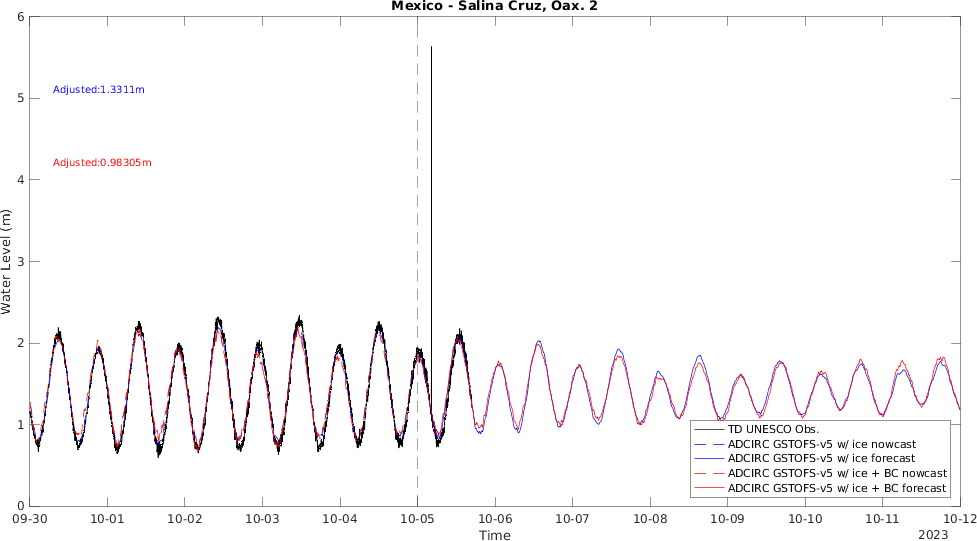 Mexico - Salina Cruz, Oax. 2
6
5
4
3
2
1
0
Water Level (m)
Adjusted:1.3311m
Adjusted:0.98305m
TD UNESCO Obs.
ADCIRC GSTOFS-v5 w/ ice nowcast
ADCIRC GSTOFS-v5 w/ ice forecast
ADCIRC GSTOFS-v5 w/ ice + BC nowcast
ADCIRC GSTOFS-v5 w/ ice + BC forecast
09-30 10-01 10-02 10-03 10-04 10-05 10-06 10-07 10-08 10-09 10-10 10-11 10-12
Time
2023